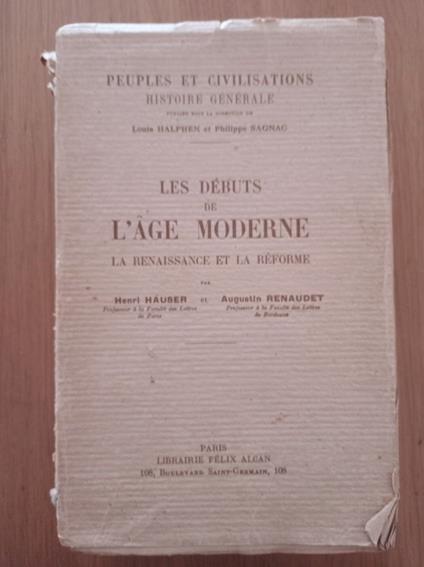 PEUPLES ET CIVILISATIONS
HISTOIRE GÉNÉRALE
PUBLIÉE SOUS LA DIRECTION DE
Louis HALPHEN et Philippe SAGNAC
LES DÉBUTS
DE
L'ÂGE MODERNE
LA RENAISSANCE ET LA RÉFORME
PAR
Henri HAUSER et Augustin RENAUDET
Professeur à la Faculté des Lettres Professeur à la Faculté des Lettres
de Paris de Bordeaux
PARIS
LIBRAIRIE FÉLIX ALCAN
108, BOULEVARD SAINT-GERMAIN, 108